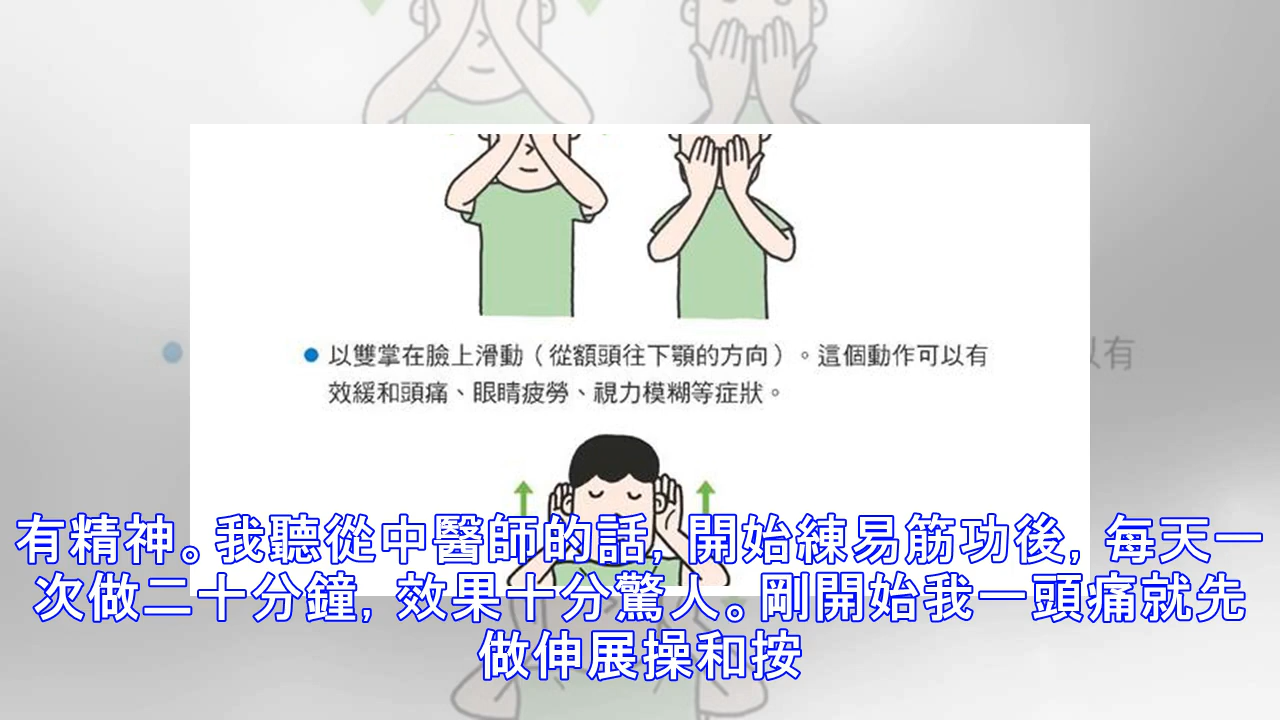 以雙掌在臉上滑動（從額頭往下顎的方向）。這個動作可以有
效緩和頭痛、眼睛疲勞、視力模糊等症狀。
以有
有精神。我聽從中醫師的話, 開始練易筋功後, 每天一
次做二十分鐘, 效果十分驚人。剛開始我一頭痛就先
做伸展操和按